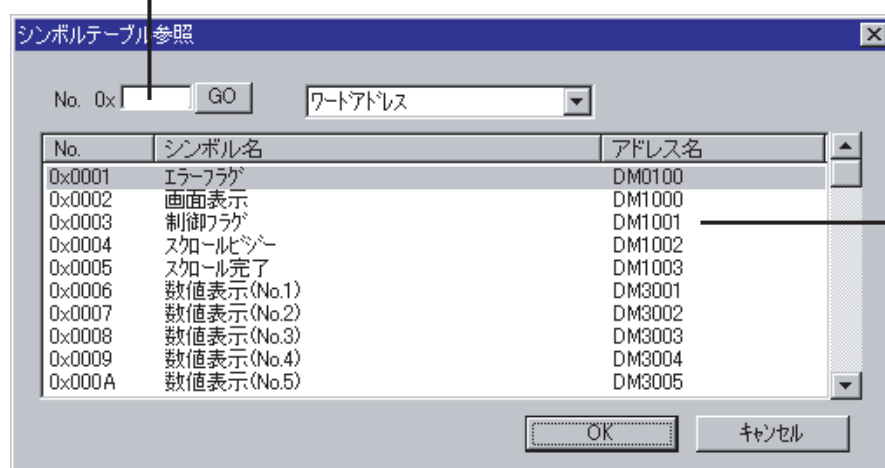 シンボルテーブル参照
No. 0x GO ワードアドレス
No. シンボル名 アドレス名
0x0001 エラーフラグ DM0100
0x0002 画面表示 DM1000
0x0003 制御フラグ DM1001
0x0004 スクロールビジー DM1002
0x0005 スクロール完了 DM1003
0x0006 数値表示(No.1) DM3001
0x0007 数値表示(No.2) DM3002
0x0008 数値表示(No.3) DM3003
0x0009 数値表示(No.4) DM3004
0x000A 数値表示(No.5) DM3005
OK キャンセル